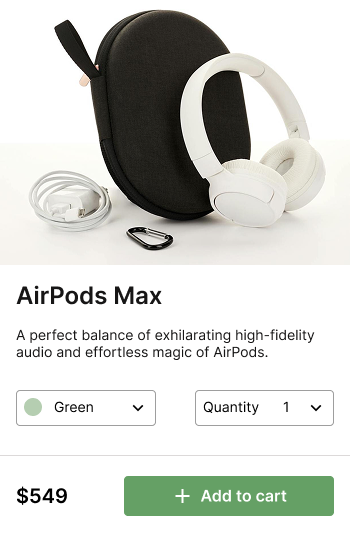 AirPods Max
A perfect balance of exhilarating high-fidelity
audio and effortless magic of AirPods.
Green
Quantity 1
$549
+ Add to cart